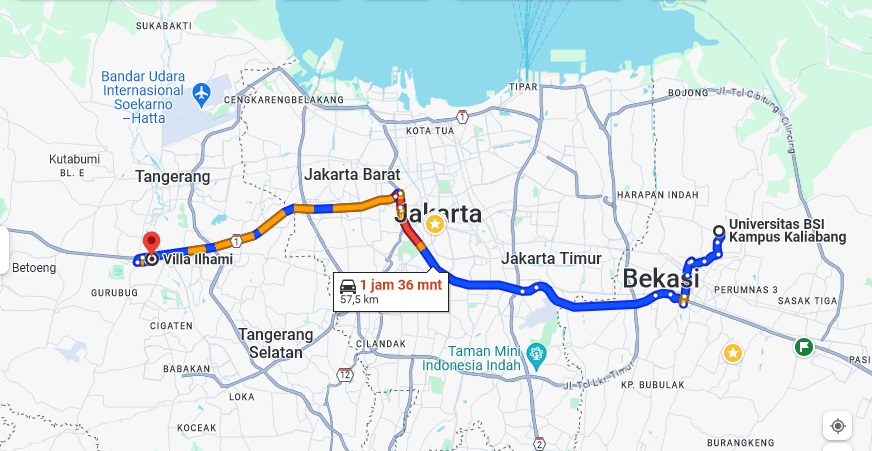 SUKABAKTI
Bandar Udara
Internasional
Soekarno
–Hatta
CENGKARENGBELAKANG
TIPAR
BOJONG
Jl-Tol Cibitung-Cilincing
1
KOTA TUA
Kutabumi
BL. E
Tangerang
Jakarta Barat
HARAPAN INDAH
Jakarta
Universitas BSI
Kampus Kaliabang
1
Villa Ilhami
Betoeng
Jakarta Timur
Bekasi
GURUBUG
1 jam 36 mnt
57,5 km
PERUMNAS 3
SASAK TIGA
CIGATEN
Tangerang
Selatan
CILANDAK
Taman Mini
Indonesia Indah
PASI
BABAKAN
12
Jl-Tol Lkr-Timur
KP. BUBULAK
LOKA
KOCEAK
2
BURANGKENG